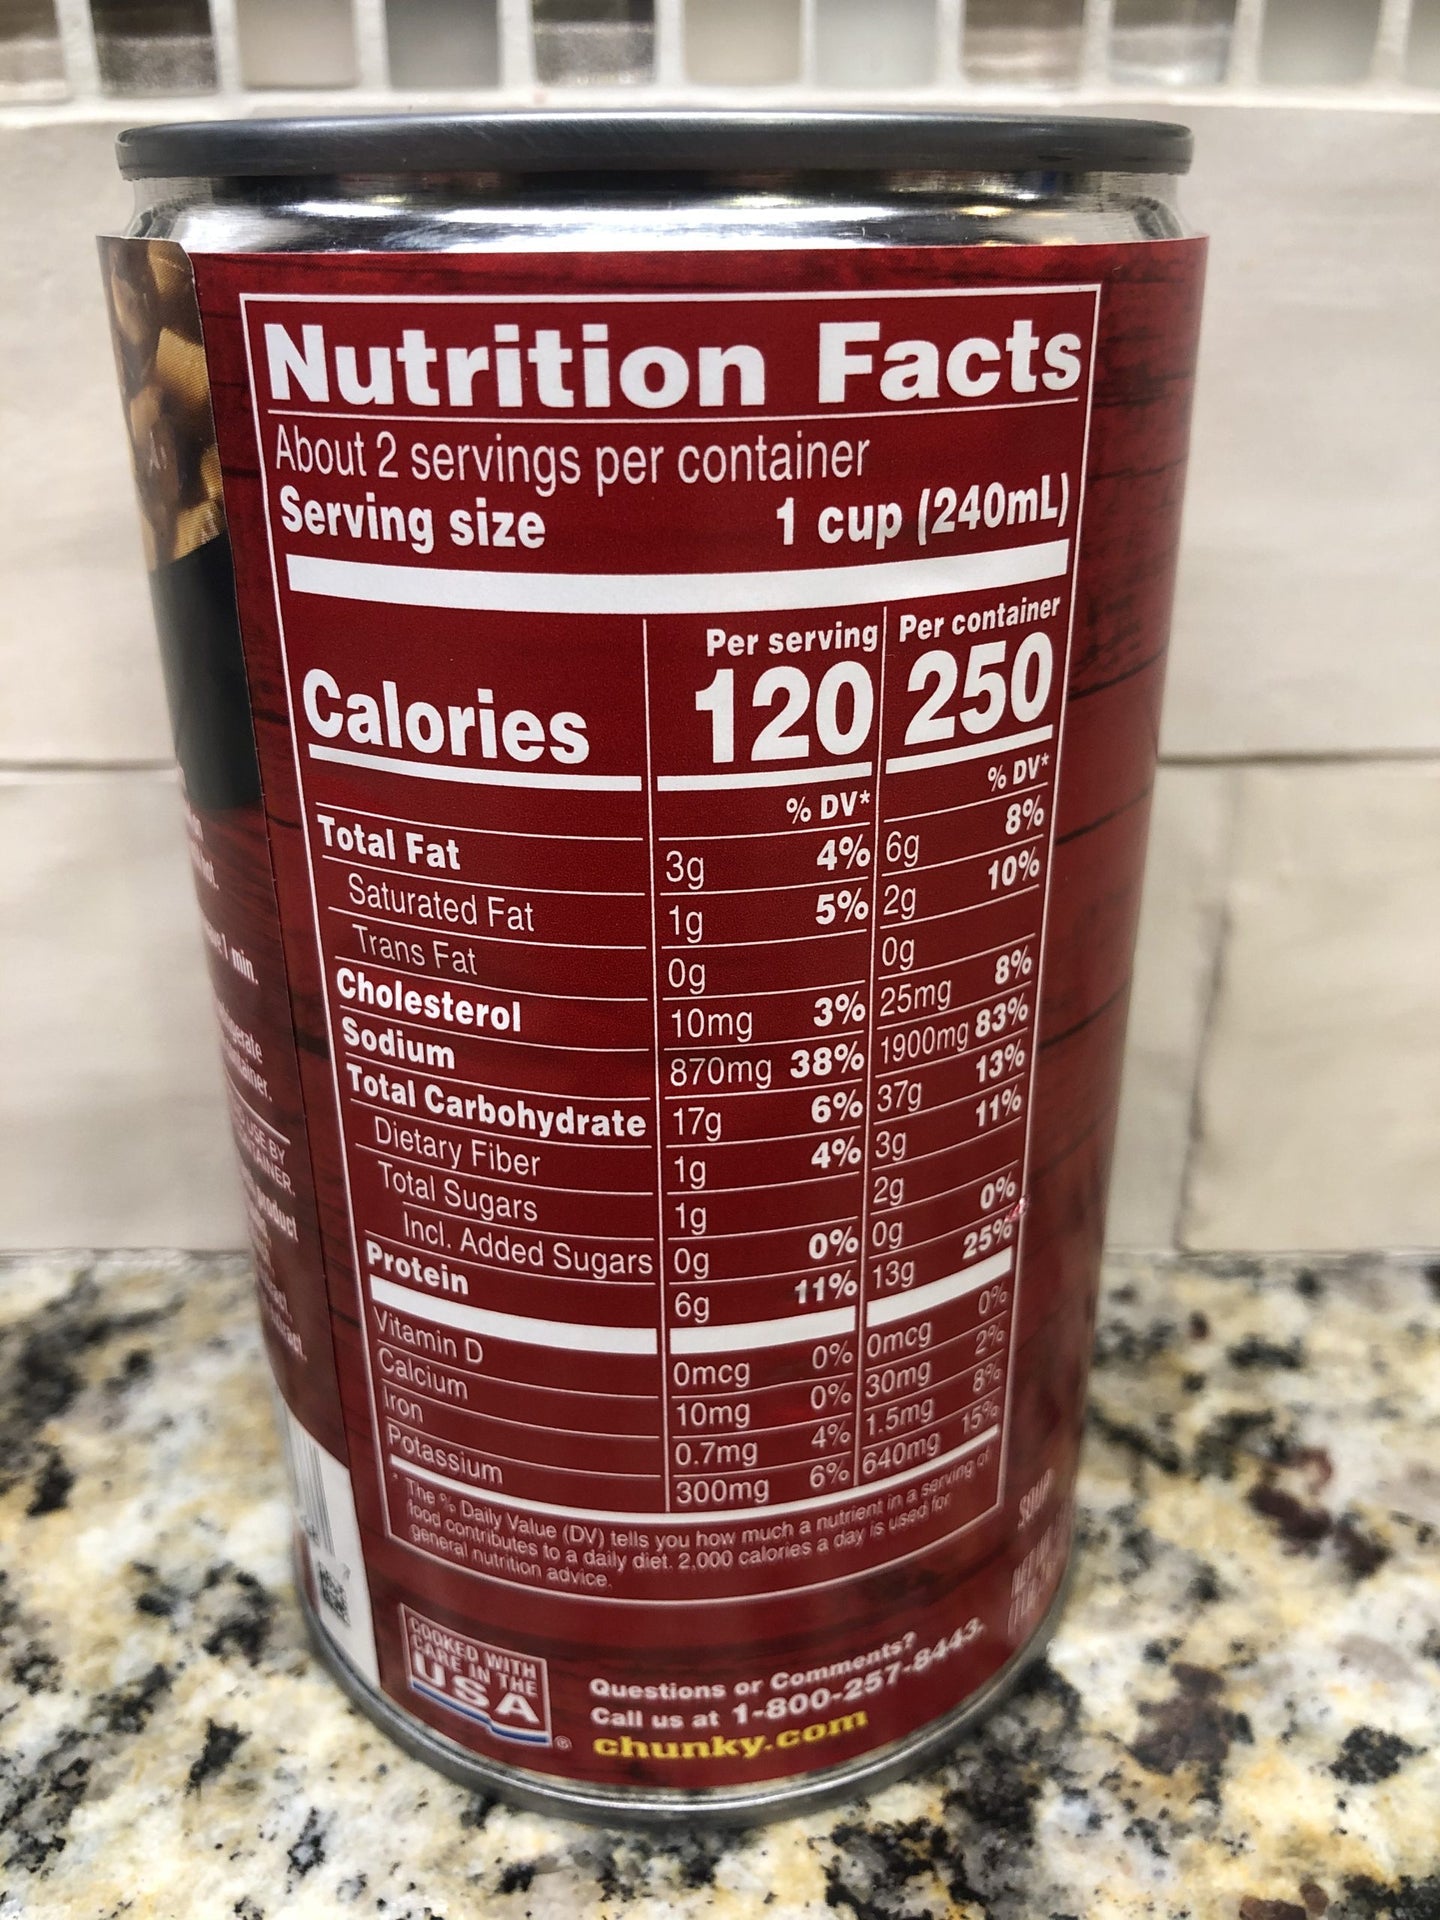 Nutrition Facts
About 2 servings per container
Serving size 1 cup (240mL)
Per serving Per container
Calories 120 250
% DV* % DV*
Total Fat 3g 4% 6g 8%
Saturated Fat 1g 5% 2g 10%
Trans Fat 0g 0g
Cholesterol 10mg 3% 25mg 8%
Sodium 870mg 38% 1900mg 83%
Total Carbohydrate 17g 6% 37g 13%
Dietary Fiber 1g 4% 3g 11%
Total Sugars 1g 2g
Incl. Added Sugars 0g 0% 0g 0%
Protein 6g 11% 13g 25%
Vitamin D 0mcg 0% 0mcg 0%
Calcium 10mg 0% 30mg 2%
Iron 0.7mg 4% 1.5mg 8%
Potassium 300mg 6% 640mg 15%
* The % Daily Value (DV) tells you how much a nutrient in a serving of
food contributes to a daily diet. 2,000 calories a day is used for
general nutrition advice.
COOKED WITH
CARE IN THE
USA
®
Questions or Comments?
Call us at 1-800-257-8443.
chunky.com
1 min.
USE BY
product
SOUP